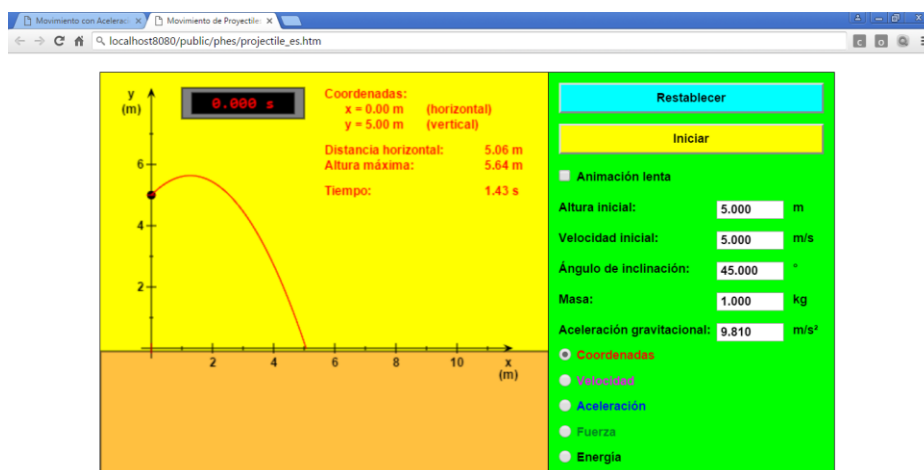 Movimiento con Aceleraci
Movimiento de Proyectiles
localhost8080/public/phes/projectile_es.htm
y
(m)
0.000 s
Coordenadas:
x = 0.00 m (horizontal)
y = 5.00 m (vertical)
Distancia horizontal: 5.06 m
Altura máxima: 5.64 m
Tiempo: 1.43 s
6
4
2
2 4 6 8 10 x
(m)
Restablecer
Iniciar
Animación lenta
Altura inicial: 5.000 m
Velocidad inicial: 5.000 m/s
Ángulo de inclinación: 45.000 °
Masa: 1.000 kg
Aceleración gravitacional: 9.810 m/s²
Coordenadas
Velocidad
Aceleración
Fuerza
Energía